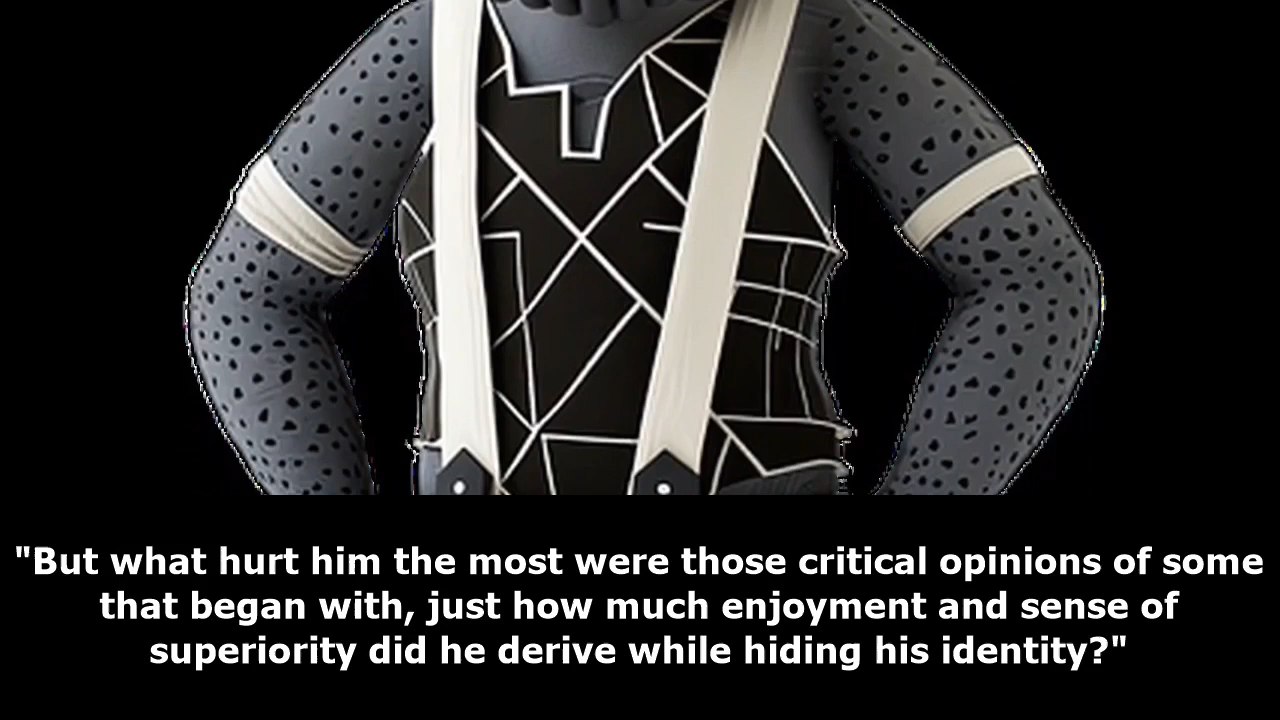 "But what hurt him the most were those critical opinions of some
that began with, just how much enjoyment and sense of
superiority did he derive while hiding his identity?"